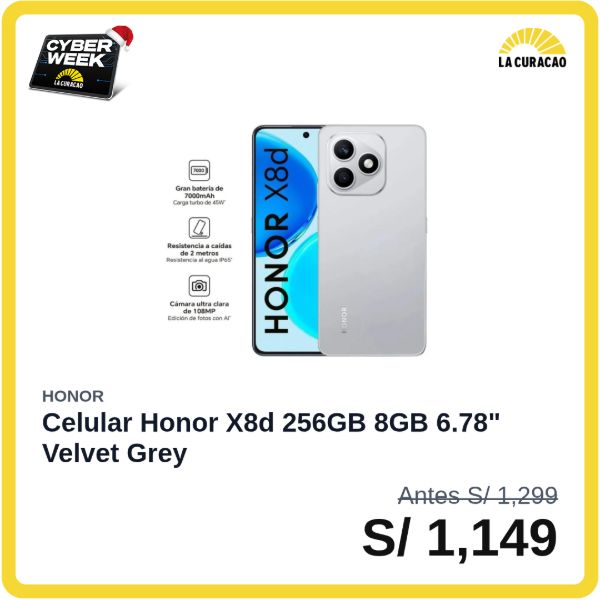 CYBER
WEEK
LA CURACAO
LA CURACAO
7000
Gran batería de
7000mAh
Carga turbo de 45W*
Resistencia a caídas
de 2 metros
Resistencia al agua IP65*
Cámara ultra clara
de 108MP
Edición de fotos con AI*
HONOR X8d
HONOR
HONOR
Celular Honor X8d 256GB 8GB 6.78"
Velvet Grey
Antes S/ 1,299
S/ 1,149